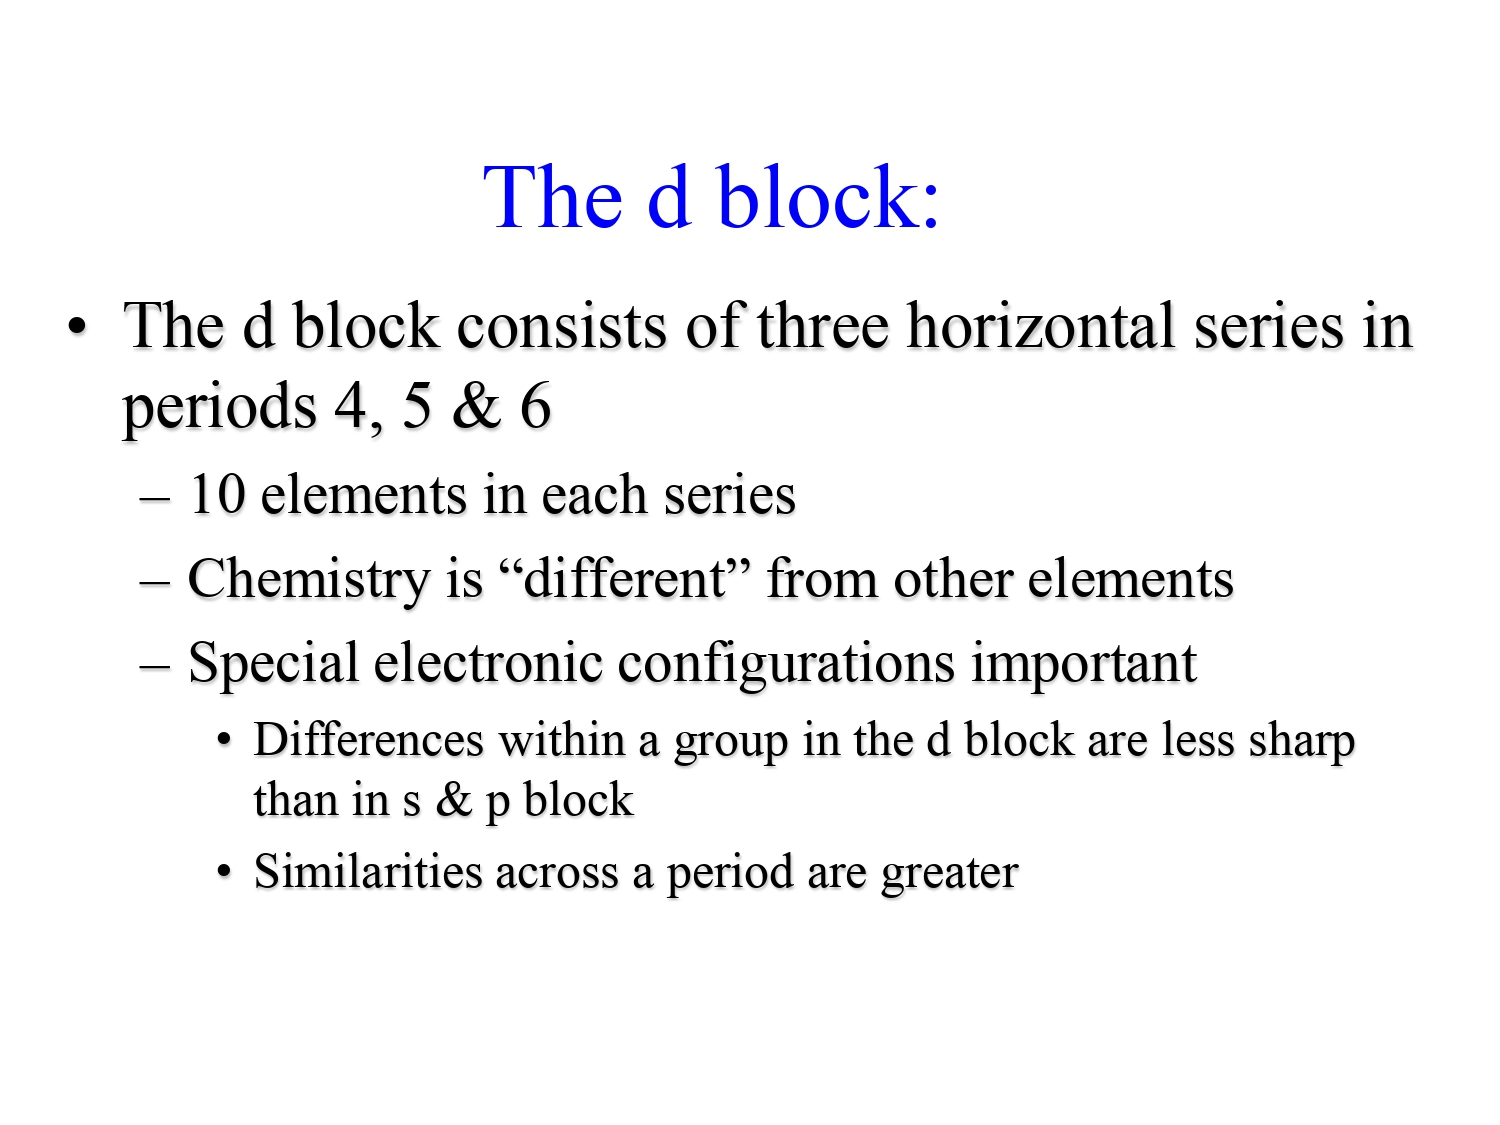 The d block:
• The d block consists of three horizontal series in
periods 4, 5 & 6
– 10 elements in each series
– Chemistry is “different” from other elements
– Special electronic configurations important
• Differences within a group in the d block are less sharp
than in s & p block
• Similarities across a period are greater